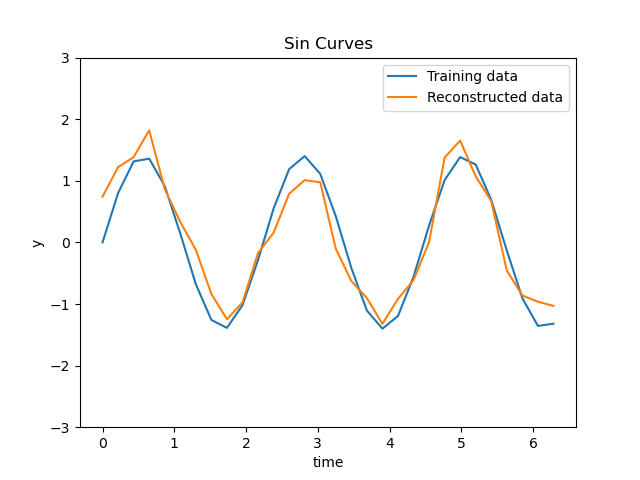 Sin Curves
Training data
Reconstructed data
3
2
1
0
−1
−2
−3
y
0 1 2 3 4 5 6
time